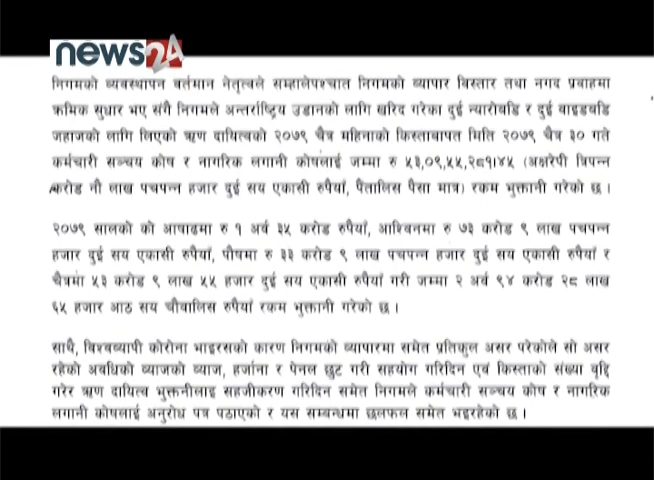 news24
निगमको व्यवस्थापन वर्तमान नेतृत्वले सम्हालेपश्चात निगमको व्यापार विस्तार तथा नगद प्रवाहमा
क्रमिक सुधार भए संगै निगमले अन्तर्राष्ट्रिय उडानको लागि खरिद गरेका दुई न्यारोवडि र दुई वाइडवडि
जहाजको लागि लिएको ऋण दायित्वको २०७९ चैत्र महिनाको किस्ताबापत मिति २०७९ चैत्र ३० गते
कर्मचारी सञ्चय कोष र नागरिक लगानी कोषलाई जम्मा रु ५३,०९,५५,२८१।४५ (अक्षरेपी त्रिपन्न
करोड नौ लाख पचपन्न हजार दुई सय एकासी रुपैयाँ, पैतालिस पैसा मात्र) रकम भुक्तानी गरेको छ ।
२०७९ सालको को आषाढमा रु १ अर्व ३५ करोड रुपैयाँ, आश्विनमा रु ७३ करोड ९ लाख पचपन्न
हजार दुई सय एकासी रुपैयाँ, पौषमा रु ३३ करोड ९ लाख पचपन्न हजार दुई सय एकासी रुपैयाँ र
चैत्रमा ५३ करोड ९ लाख ५५ हजार दुई सय एकासी रुपैयाँ गरी जम्मा २ अर्व ९४ करोड २८ लाख
६५ हजार आठ सय चौवालिस रुपैयाँ रकम भुक्तानी गरेको छ ।
साथै, विश्वव्यापी कोरोना भाइरसको कारण निगमको व्यापारमा समेत प्रतिकुल असर परेकोले सो असर
रहेको अवधिको ब्याजको ब्याज, हर्जाना र पेनल छुट गरी सहयोग गरिदिन एवं किस्ताको संख्या वृद्दि
गरेर ऋण दायित्व भुक्तनीलाइ सहजीकरण गरिदिन समेत निगमले कर्मचारी सञ्चय कोष र नागरिक
लगानी कोषलाई अनुरोध पत्र पठाएको र यस सम्बन्धमा छलफल समेत भइरहेको छ ।